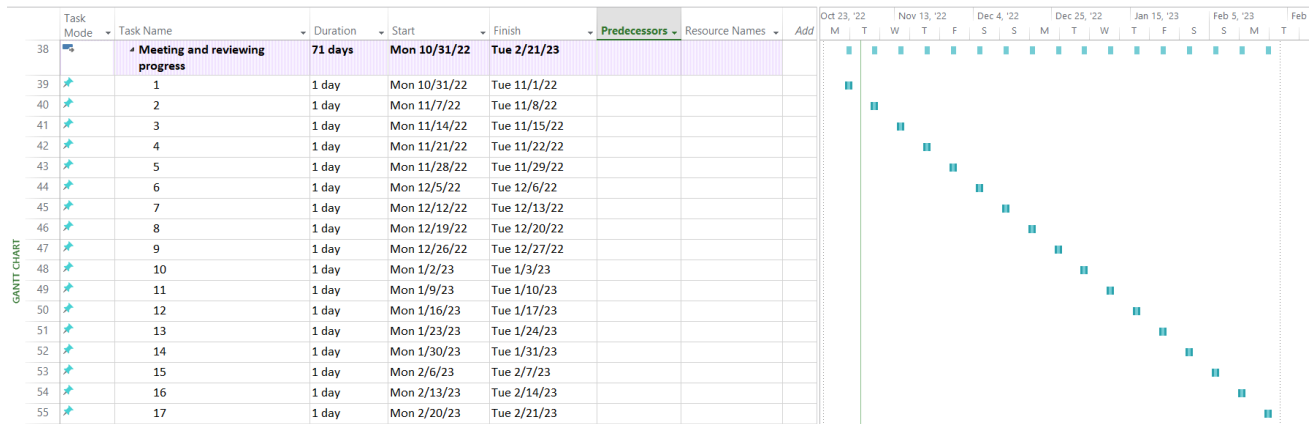 Task Mode Task Name Duration Start Finish Predecessors Resource Names Add
Oct 23, '22 Nov 13, '22 Dec 4, '22 Dec 25, '22 Jan 15, '23 Feb 5, '23 Feb
M T W T F S S M T W T F S S M T
38 Meeting and reviewing progress 71 days Mon 10/31/22 Tue 2/21/23
39 1 1 day Mon 10/31/22 Tue 11/1/22
40 2 1 day Mon 11/7/22 Tue 11/8/22
41 3 1 day Mon 11/14/22 Tue 11/15/22
42 4 1 day Mon 11/21/22 Tue 11/22/22
43 5 1 day Mon 11/28/22 Tue 11/29/22
44 6 1 day Mon 12/5/22 Tue 12/6/22
45 7 1 day Mon 12/12/22 Tue 12/13/22
46 8 1 day Mon 12/19/22 Tue 12/20/22
47 9 1 day Mon 12/26/22 Tue 12/27/22
48 10 1 day Mon 1/2/23 Tue 1/3/23
49 11 1 day Mon 1/9/23 Tue 1/10/23
50 12 1 day Mon 1/16/23 Tue 1/17/23
51 13 1 day Mon 1/23/23 Tue 1/24/23
52 14 1 day Mon 1/30/23 Tue 1/31/23
53 15 1 day Mon 2/6/23 Tue 2/7/23
54 16 1 day Mon 2/13/23 Tue 2/14/23
55 17 1 day Mon 2/20/23 Tue 2/21/23
GANTT CHART